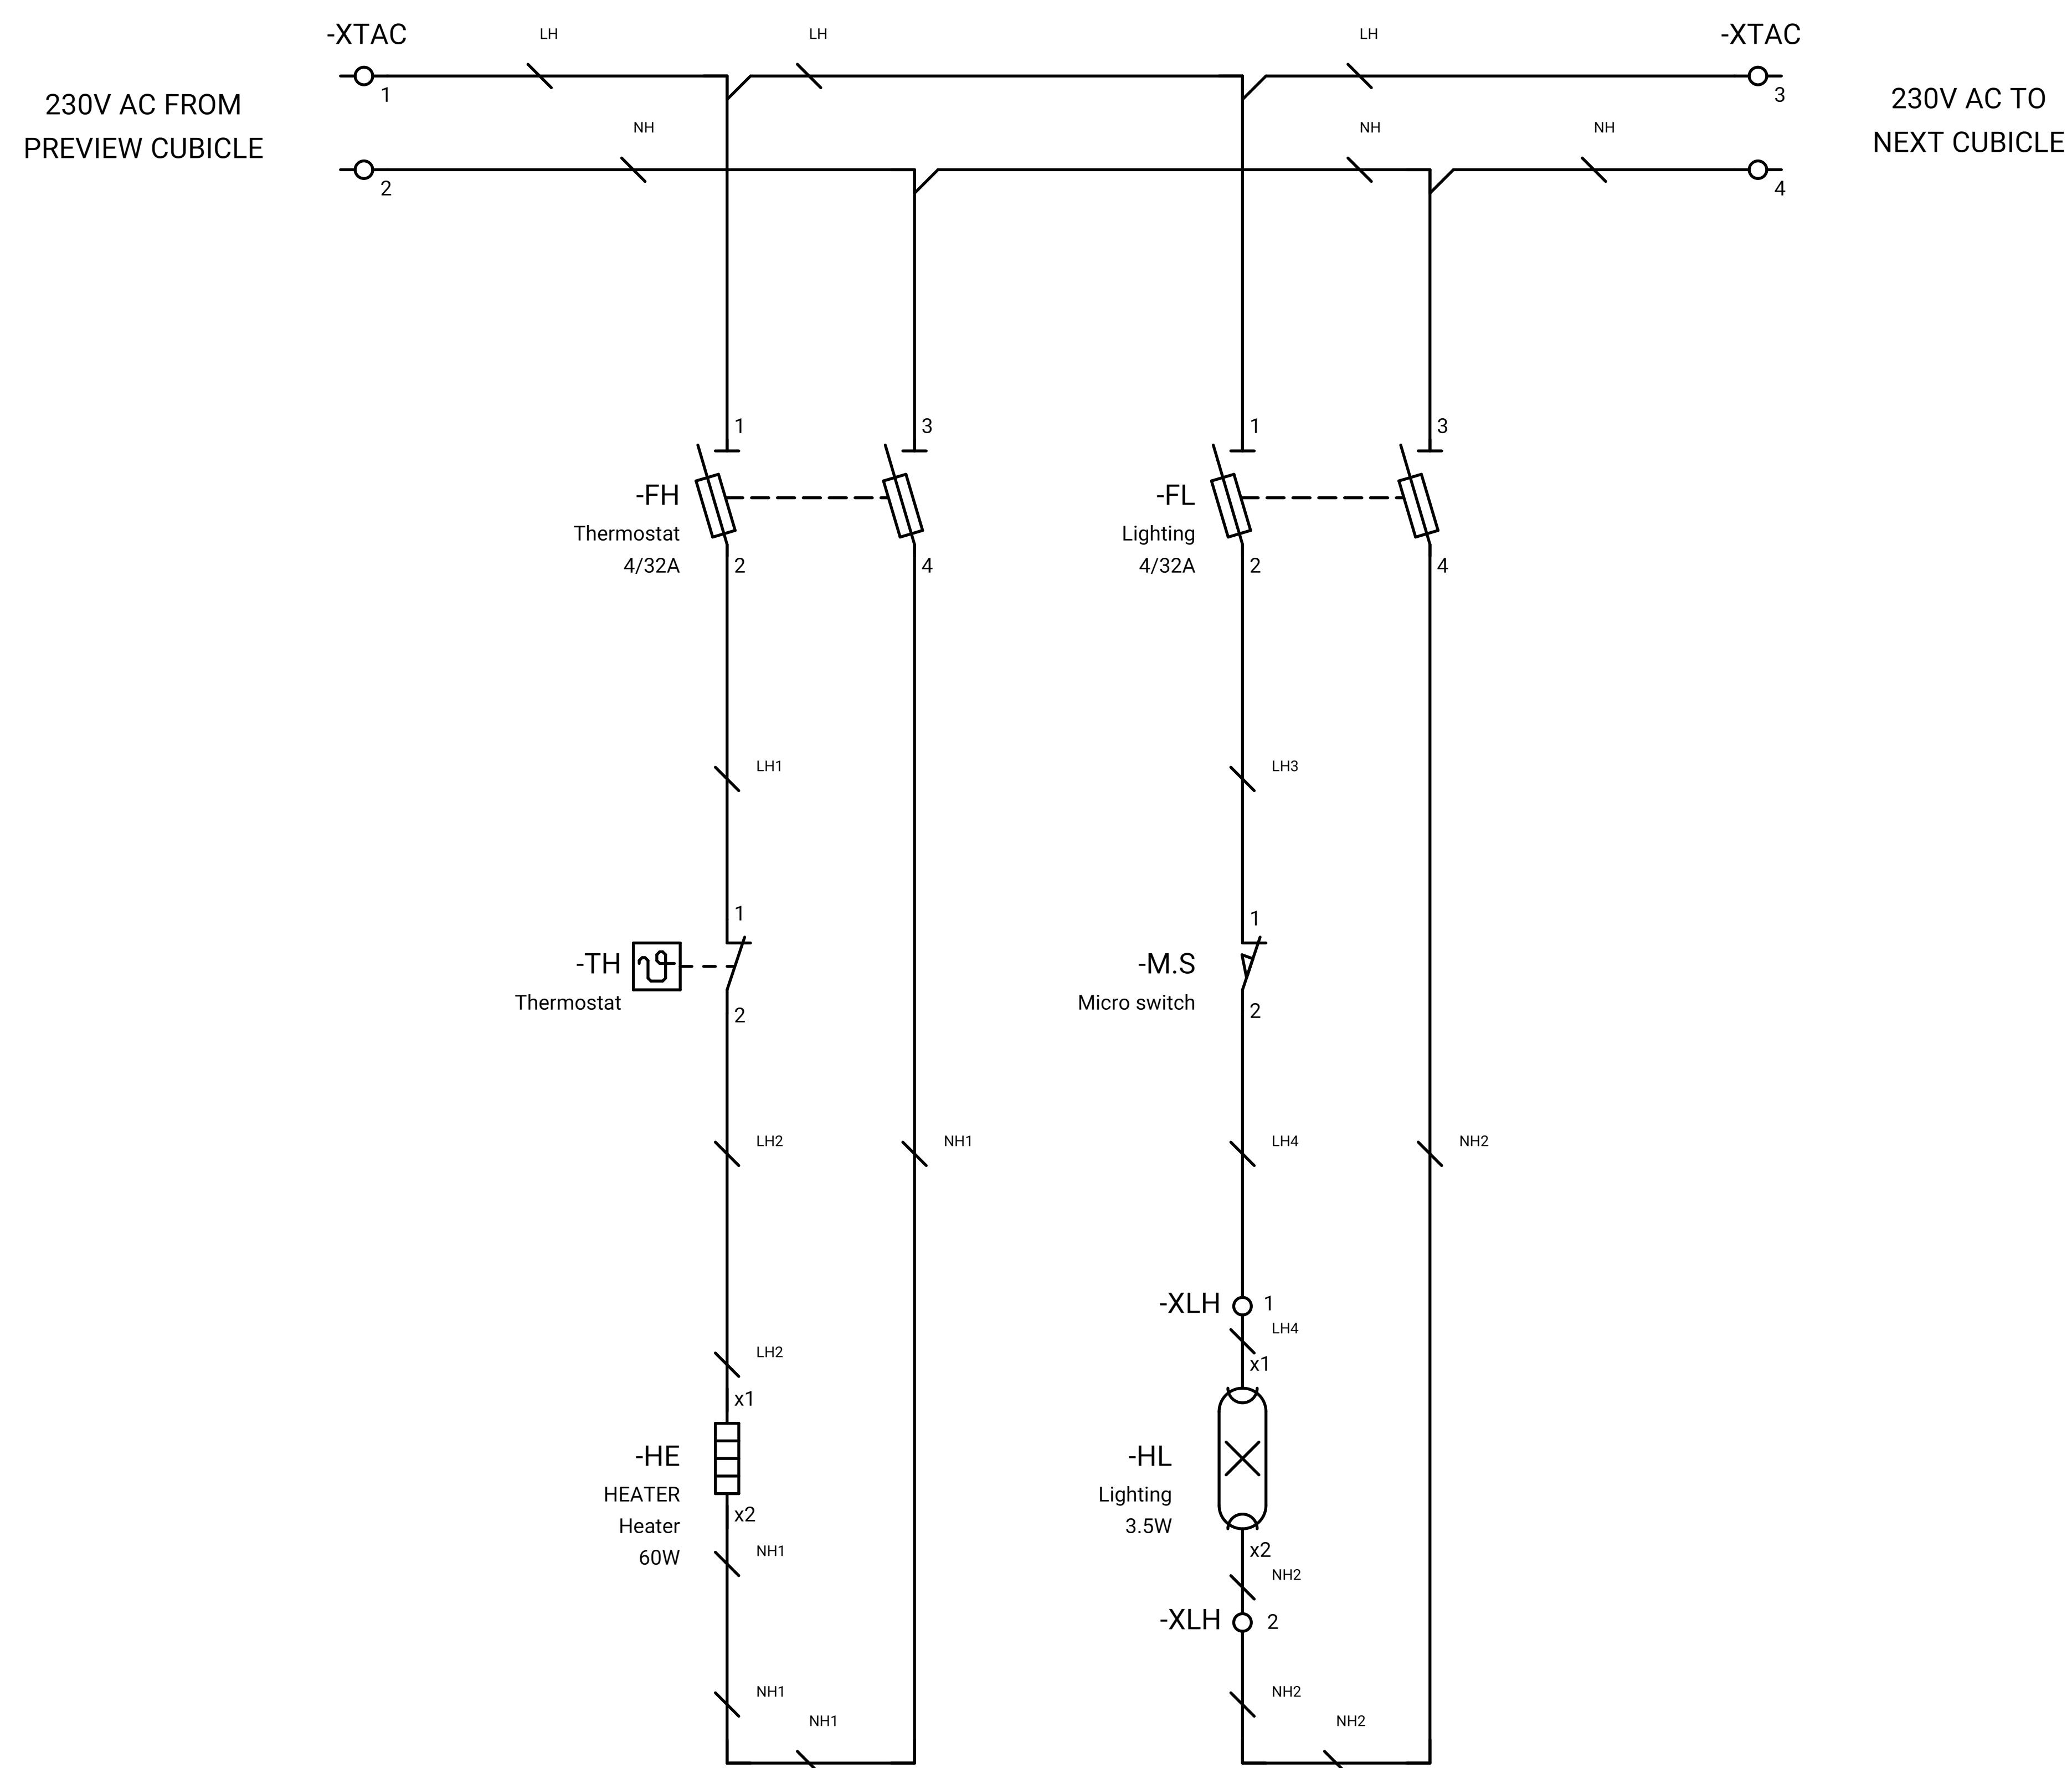 -XTAC
LH
LH
LH
-XTAC
1
3
230V AC FROM
PREVIEW CUBICLE
230V AC TO
NEXT CUBICLE
NH
NH
NH
2
4
1
3
1
3
-FH
Thermostat
4/32A
-FL
Lighting
4/32A
2
4
2
4
LH1
LH3
1
1
-TH
Thermostat
-M.S
Micro switch
2
2
LH2
NH1
LH4
NH2
-XLH
1
LH4
LH2
x1
x1
-HE
HEATER
Heater
60W
-HL
Lighting
3.5W
x2
x2
NH1
NH2
-XLH
2
NH1
NH2
NH1
NH2